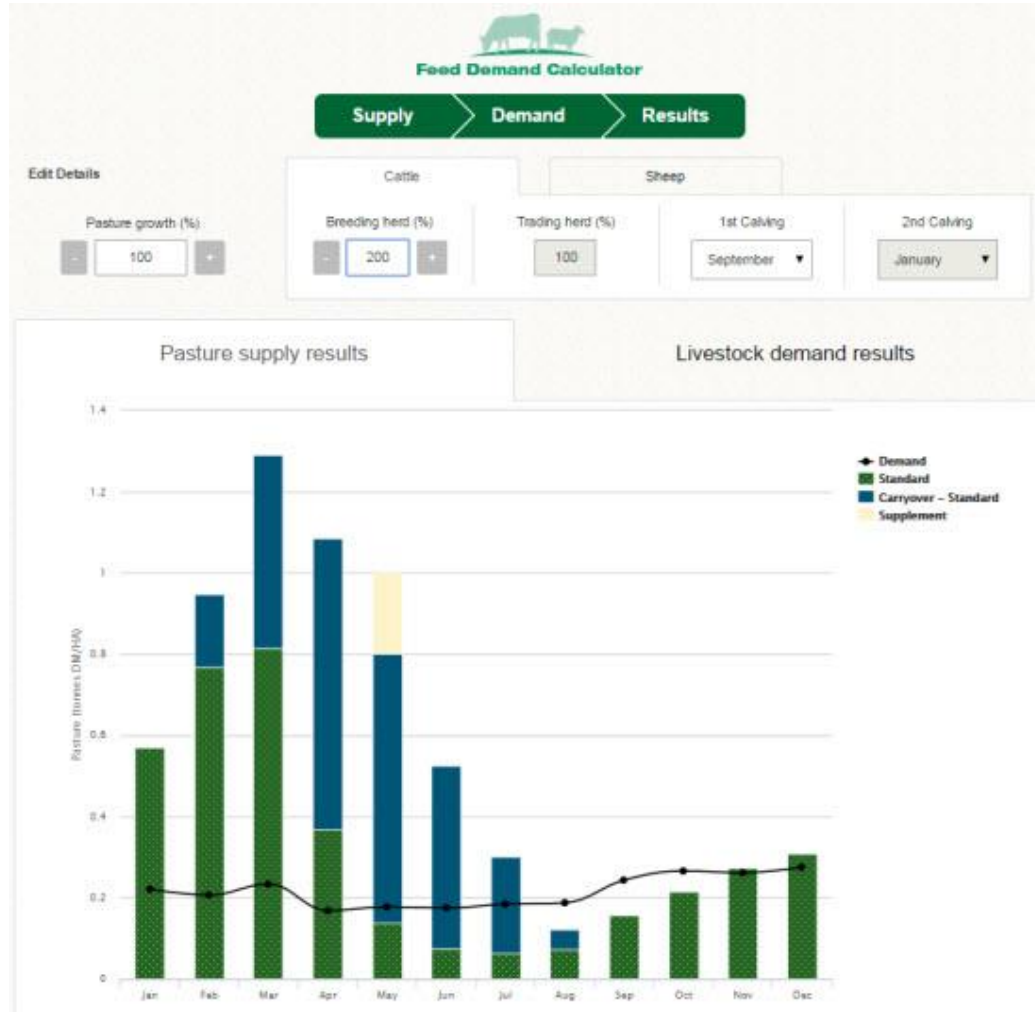 Feed Demand Calculator
Supply Demand Results
Edit Details
Cattle Sheep
Pasture growth (%) Breeding herd (%) Trading herd (%) 1st Calving 2nd Calving
- 100 + - 200 + 100 September ▼ January ▼
Pasture supply results Livestock demand results
1.4
1.2
1
0.8
0.6
0.4
0.2
0
Pasture (tonnes DM/HA)
Demand
Standard
Carryover – Standard
Supplement
Jan Feb Mar Apr May Jun Jul Aug Sep Oct Nov Dec